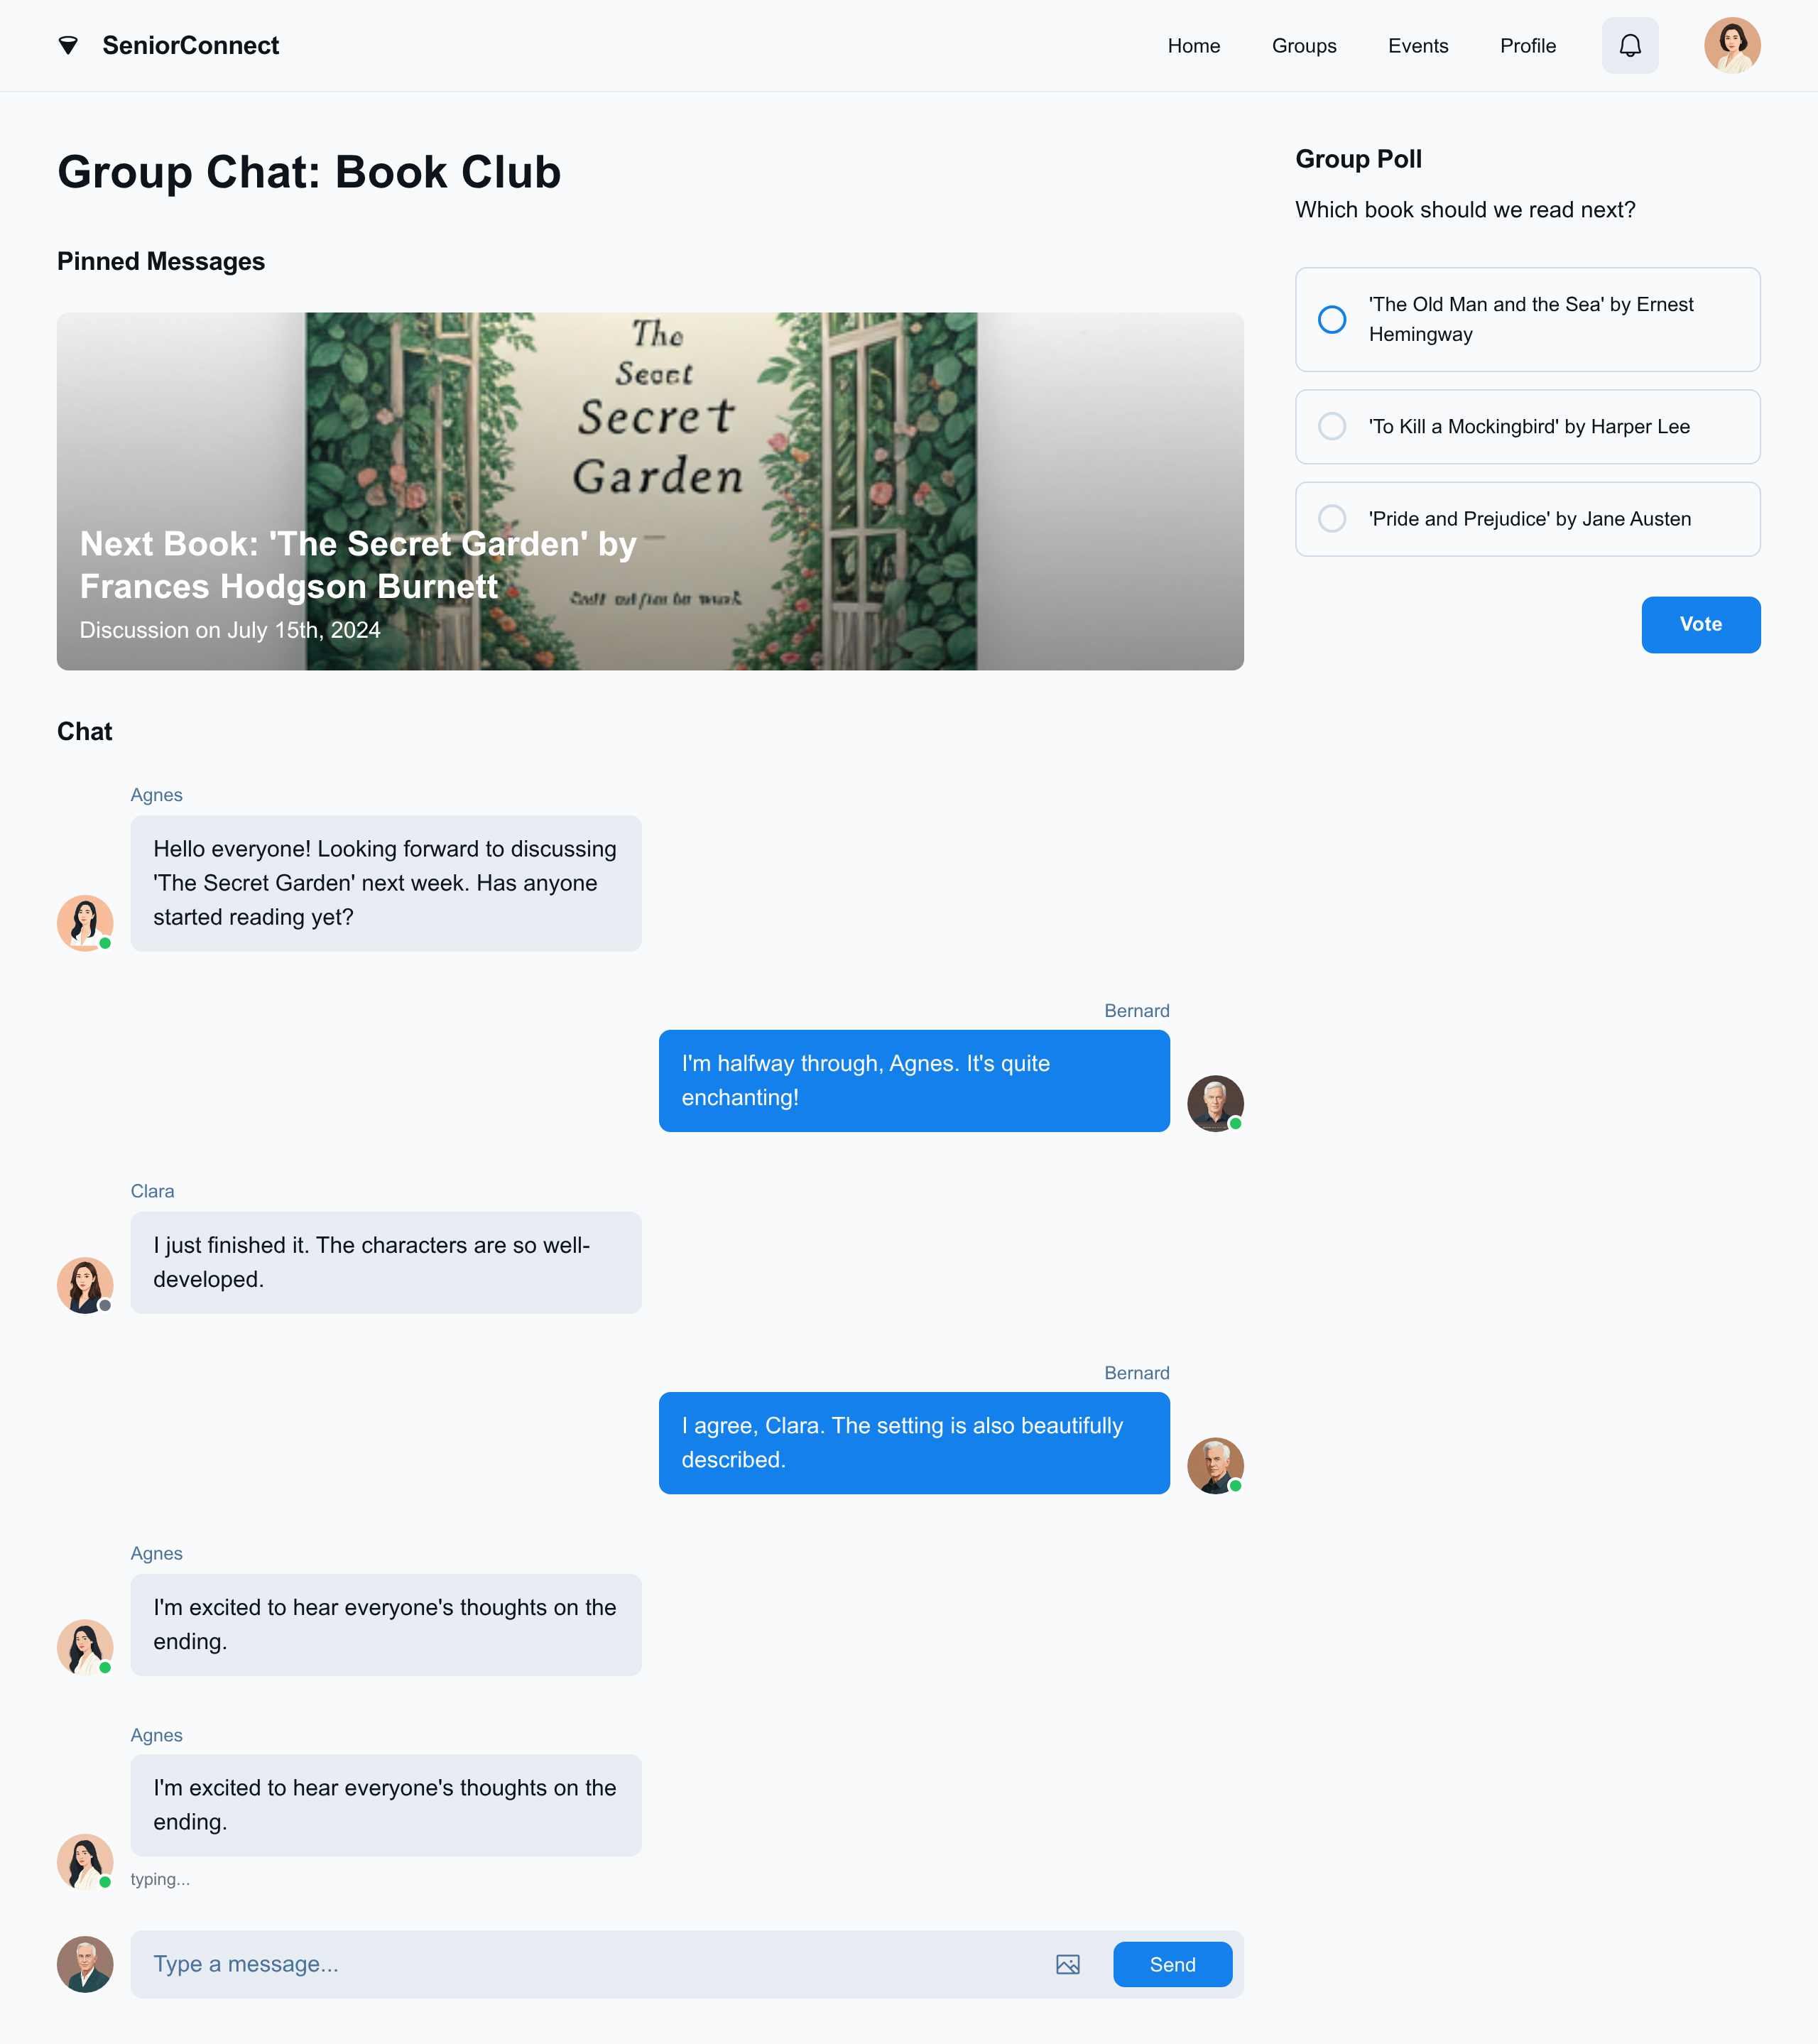 SeniorConnect
Home
Groups
Events
Profile
Group Chat: Book Club
Pinned Messages
The
Secret
Garden
Next Book: 'The Secret Garden' by
Frances Hodgson Burnett
Discussion on July 15th, 2024
Chat
Agnes
Hello everyone! Looking forward to discussing
'The Secret Garden' next week. Has anyone
started reading yet?
Bernard
I'm halfway through, Agnes. It's quite
enchanting!
Clara
I just finished it. The characters are so well-
developed.
Bernard
I agree, Clara. The setting is also beautifully
described.
Agnes
I'm excited to hear everyone's thoughts on the
ending.
Agnes
I'm excited to hear everyone's thoughts on the
ending.
typing...
Type a message...
Send
Group Poll
Which book should we read next?
'The Old Man and the Sea' by Ernest
Hemingway
'To Kill a Mockingbird' by Harper Lee
'Pride and Prejudice' by Jane Austen
Vote